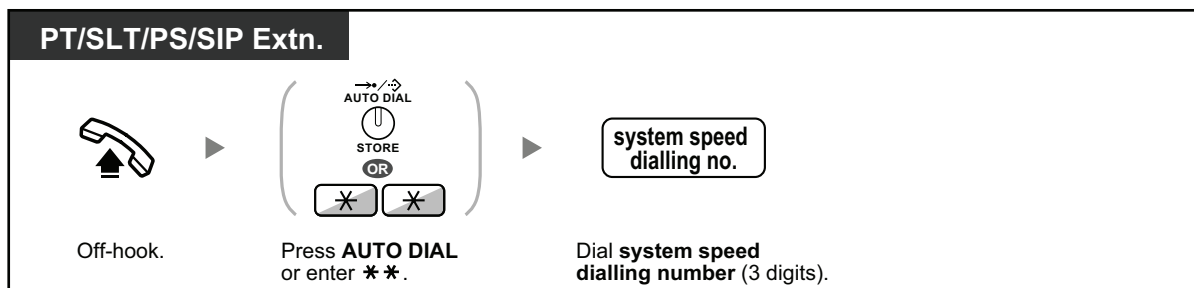 PT/SLT/PS/SIP Extn.
AUTO DIAL
STORE
OR
system speed
dialling no.
Off-hook.
Press AUTO DIAL
or enter ✱✱.
Dial system speed
dialling number (3 digits).